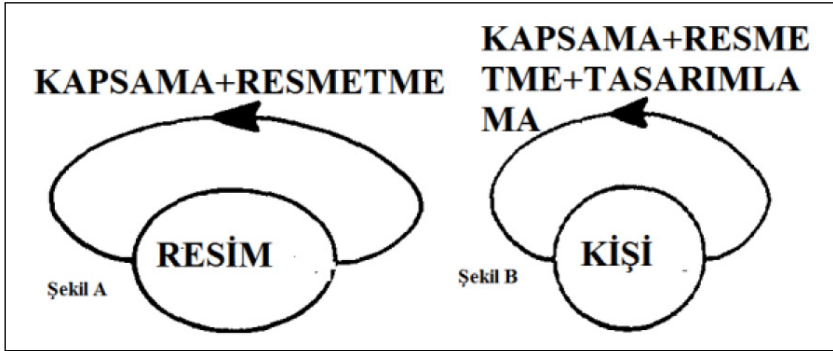 KAPSAMA+RESMETME
RESİM
Şekil A
KAPSAMA+RESME
TME+TASARIMLA
MA
KİŞİ
Şekil B